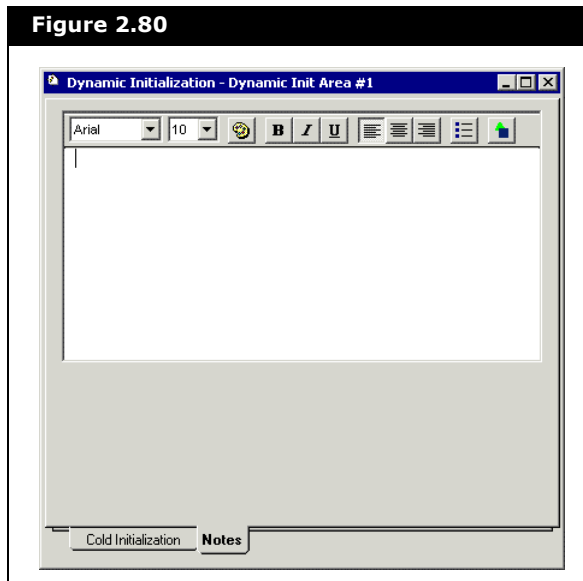 Figure 2.80
Dynamic Initialization - Dynamic Init Area #1
Arial 10 B I U
Cold Initialization Notes